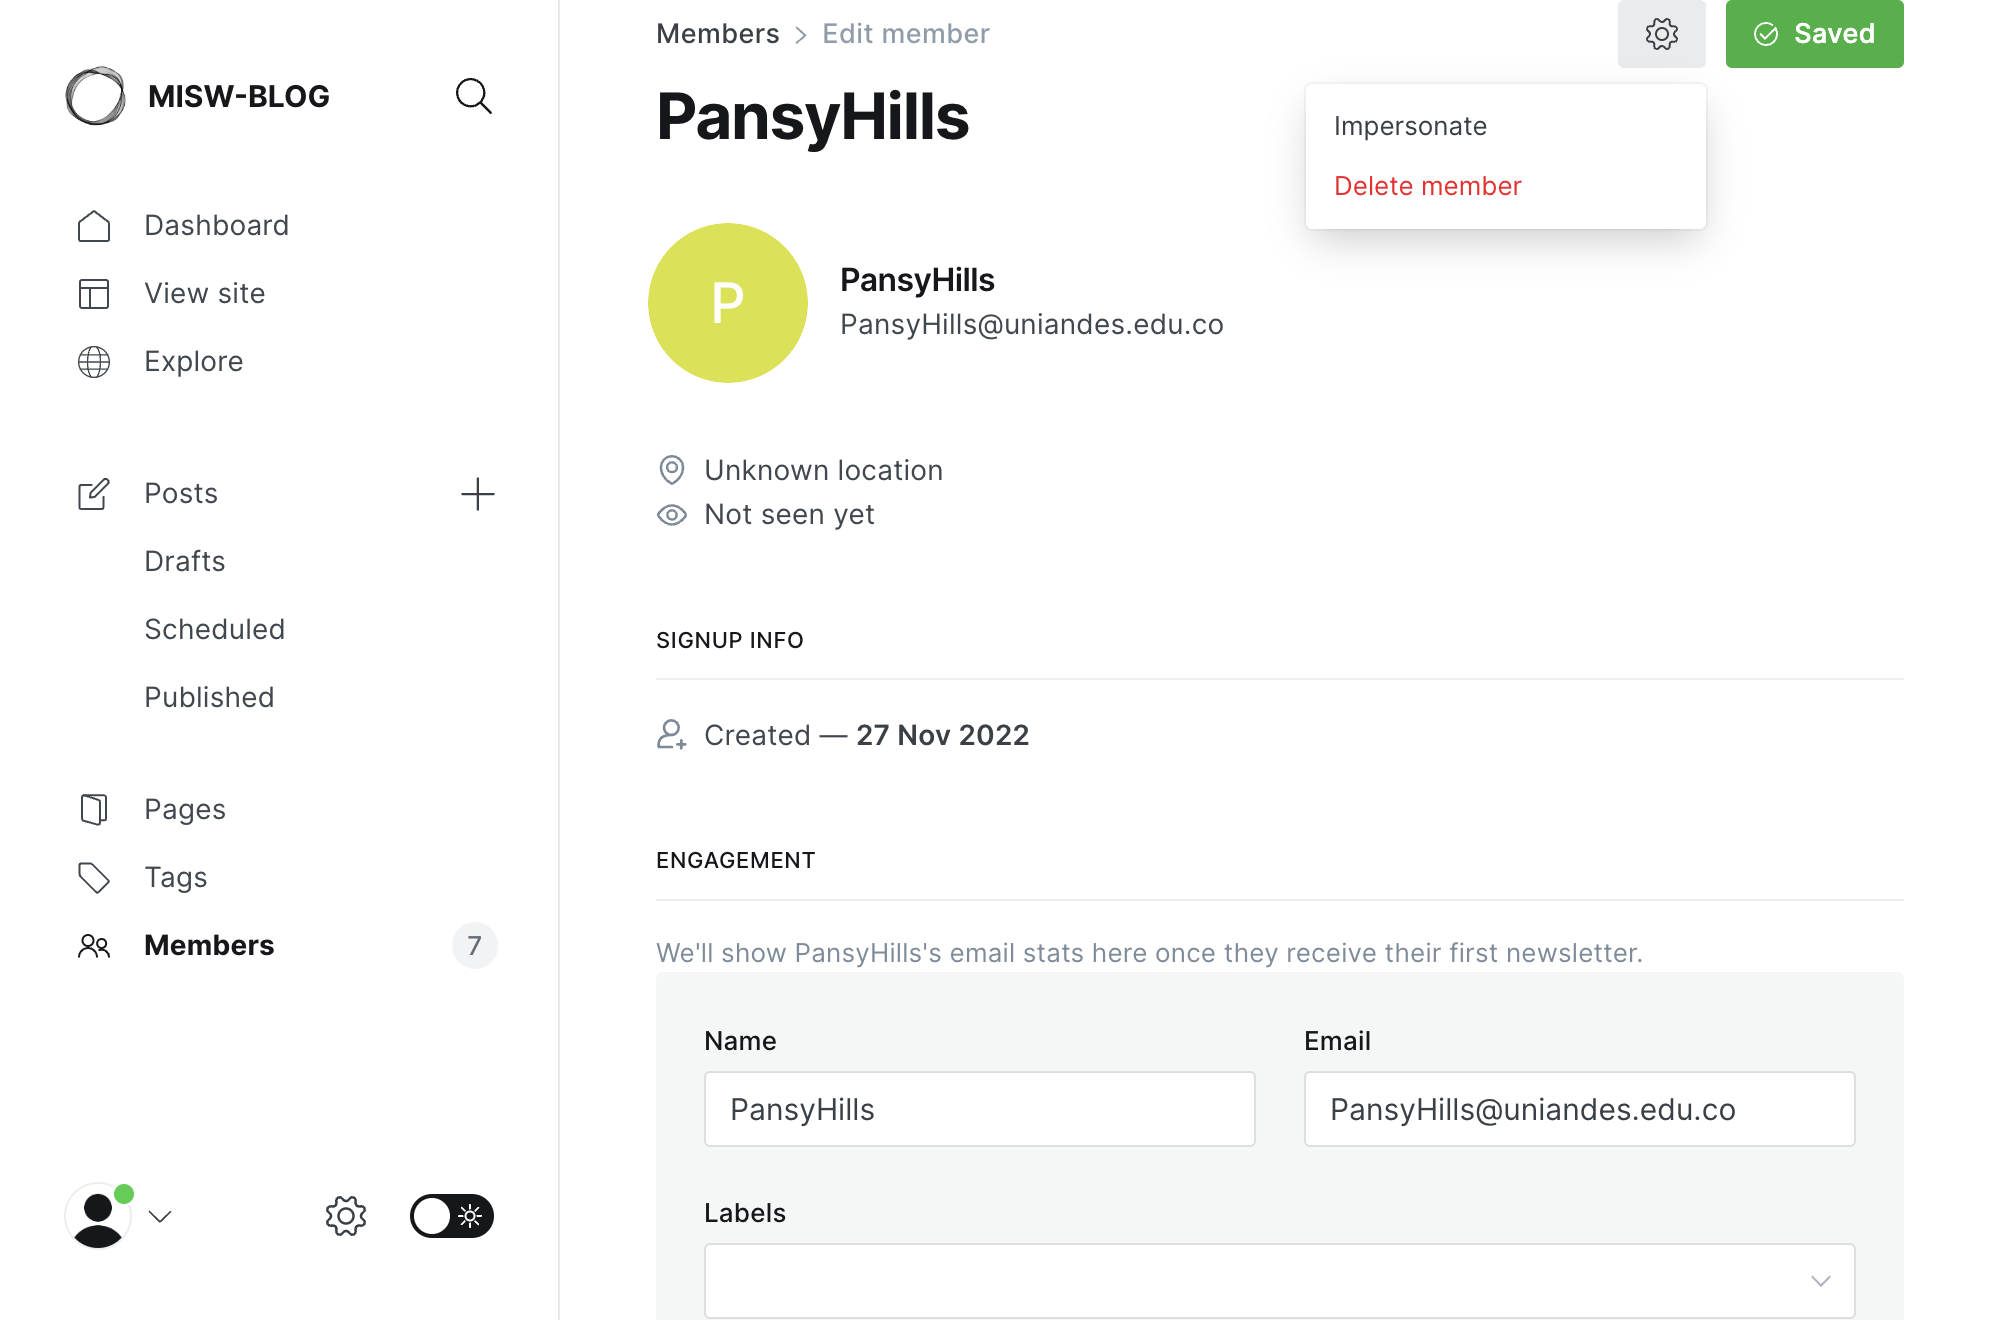 MISW-BLOG
Dashboard
View site
Explore
Posts
Drafts
Scheduled
Published
Pages
Tags
Members 7
Members > Edit member
Saved
PansyHills
Impersonate
Delete member
P
PansyHills
PansyHills@uniandes.edu.co
Unknown location
Not seen yet
SIGNUP INFO
Created — 27 Nov 2022
ENGAGEMENT
We'll show PansyHills's email stats here once they receive their first newsletter.
Name
PansyHills
Email
PansyHills@uniandes.edu.co
Labels